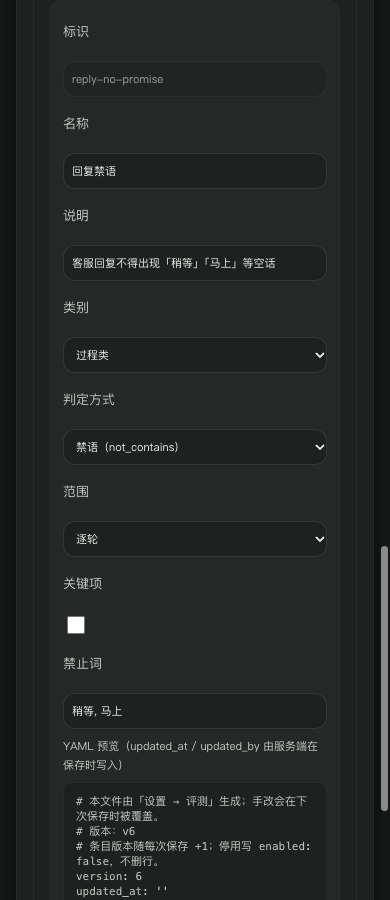 标识
reply-no-promise
名称
回复禁语
说明
客服回复不得出现「稍等」「马上」等空话
类别
过程类
判定方式
禁语（not_contains）
范围
逐轮
关键项
禁止词
稍等, 马上
YAML 预览（updated_at / updated_by 由服务端在
保存时写入）
# 本文件由「设置 → 评测」生成；手改会在下
次保存时被覆盖。
# 版本：v6
# 条目版本随每次保存 +1；停用写 enabled:
false，不删行。
version: 6
updated_at: ''